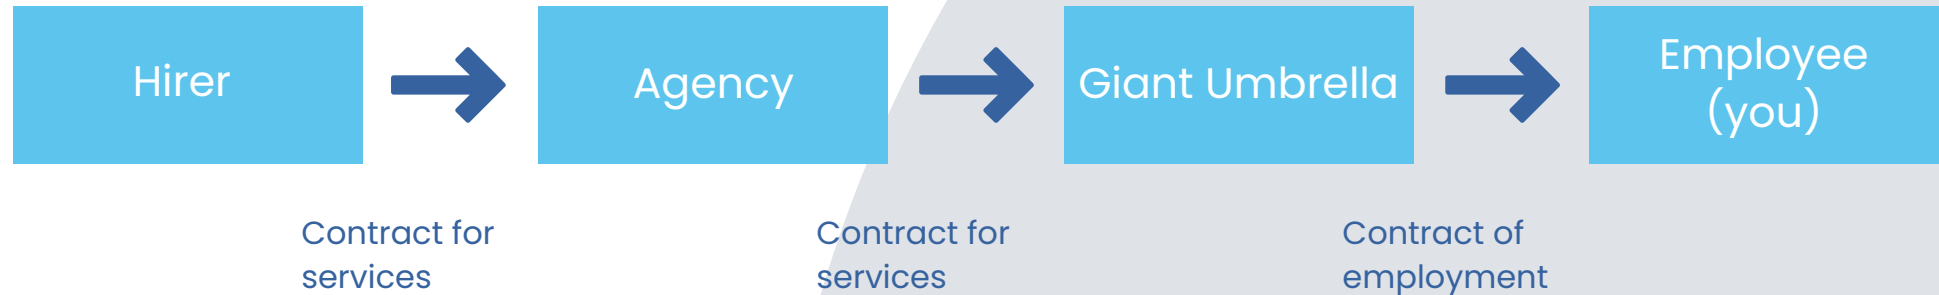 Hirer
Agency
Giant Umbrella
Employee
(you)
Contract for
services
Contract for
services
Contract of
employment